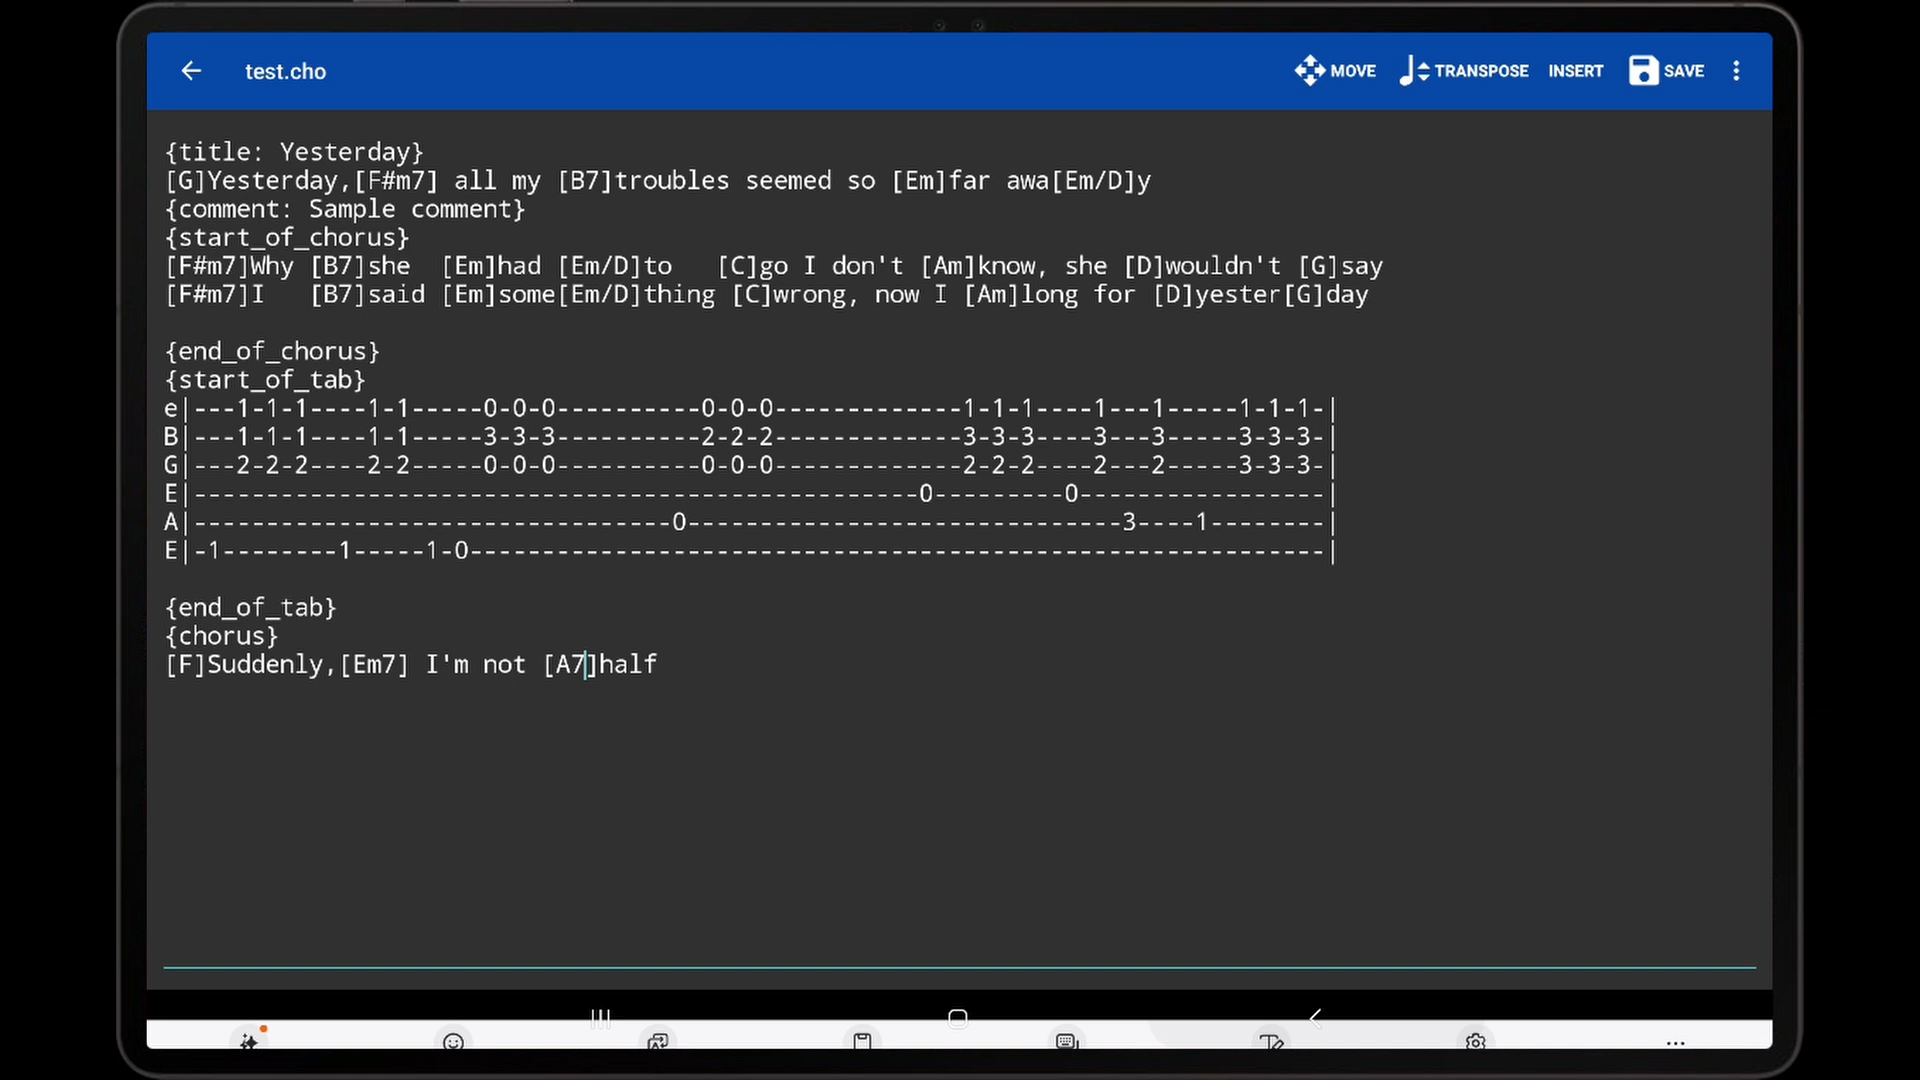 test.cho
MOVE
TRANSPOSE
INSERT
SAVE
{title: Yesterday}
[G]Yesterday,[F#m7] all my [B7]troubles seemed so [Em]far awa[Em/D]y
{comment: Sample comment}
{start_of_chorus}
[F#m7]Why [B7]she  [Em]had [Em/D]to   [C]go I don't [Am]know, she [D]wouldn't [G]say
[F#m7]I   [B7]said [Em]some[Em/D]thing [C]wrong, now I [Am]long for [D]yester[G]day
{end_of_chorus}
{start_of_tab}
e|---1-1-1----1-1-----0-0-0----------0-0-0-------------1-1-1----1---1-----1-1-1-|
B|---1-1-1----1-1-----3-3-3----------2-2-2-------------3-3-3----3---3-----3-3-3-|
G|---2-2-2----2-2-----0-0-0----------0-0-0-------------2-2-2----2---2-----3-3-3-|
E|--------------------------------------------------0---------0-----------------|
A|---------------------------------0------------------------------3----1--------|
E|-1--------1-----1-0-----------------------------------------------------------|
{end_of_tab}
{chorus}
[F]Suddenly,[Em7] I'm not [A7]half